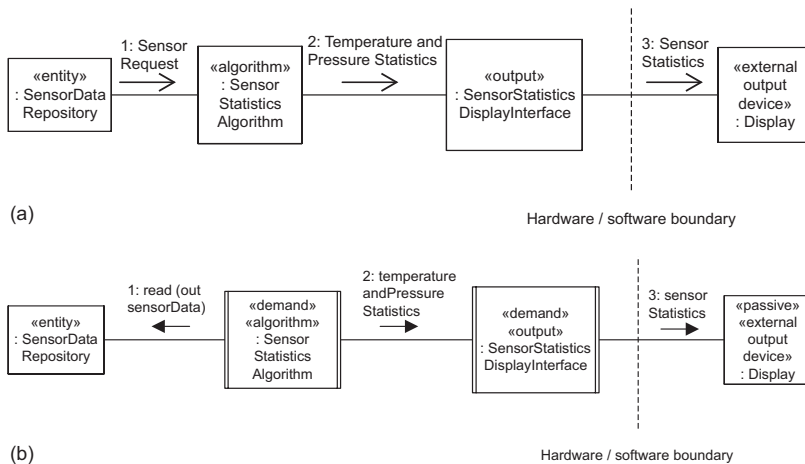 1: Sensor
Request
2: Temperature and
Pressure Statistics
3: Sensor
Statistics
«entity»
: SensorData
Repository
«algorithm»
: Sensor
Statistics
Algorithm
«output»
: SensorStatistics
DisplayInterface
«external
output
device»
: Display
(a)
Hardware / software boundary
1: read (out
sensorData)
2: temperature
andPressure
Statistics
3: sensor
Statistics
«entity»
: SensorData
Repository
«demand»
«algorithm»
: Sensor
Statistics
Algorithm
«demand»
«output»
: SensorStatistics
DisplayInterface
«passive»
«external
output
device»
: Display
(b)
Hardware / software boundary